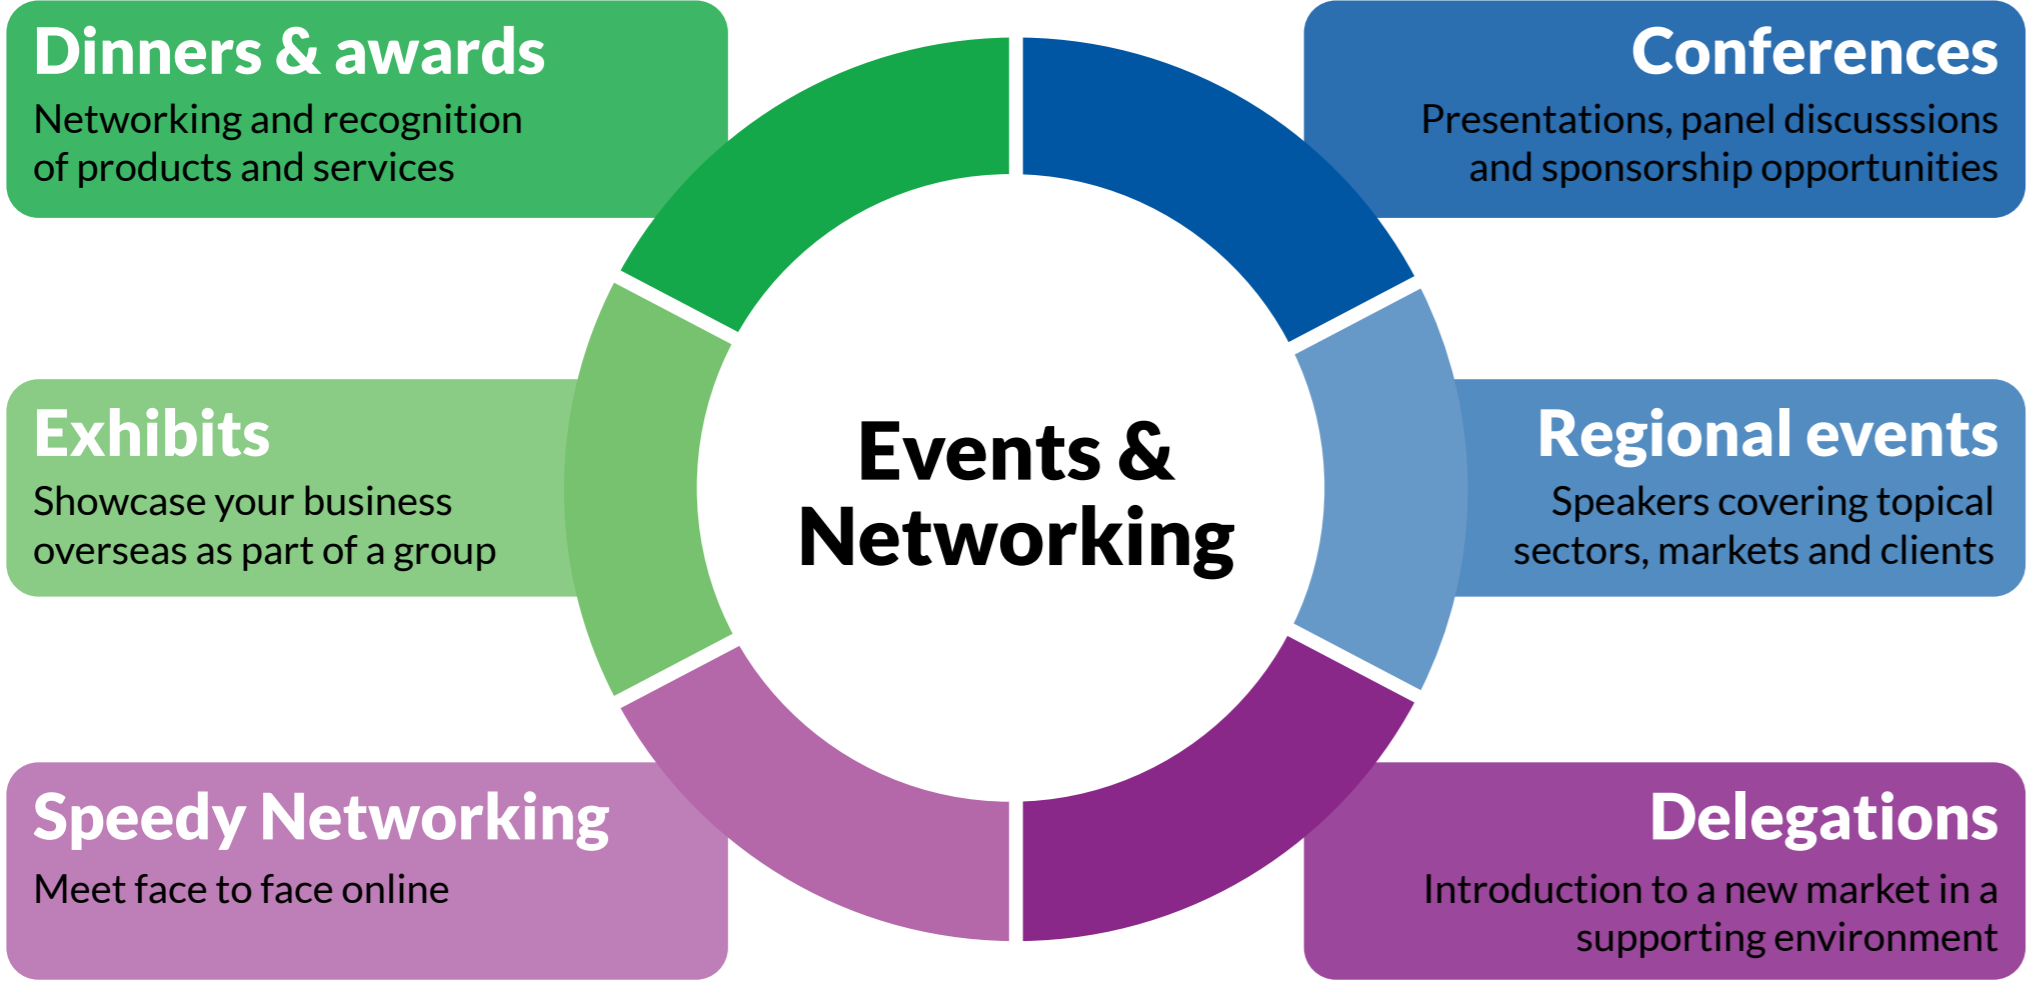 Dinners & awards
Networking and recognition
of products and services
Conferences
Presentations, panel discusssions
and sponsorship opportunities
Exhibits
Showcase your business
overseas as part of a group
Events &
Networking
Regional events
Speakers covering topical
sectors, markets and clients
Speedy Networking
Meet face to face online
Delegations
Introduction to a new market in a
supporting environment